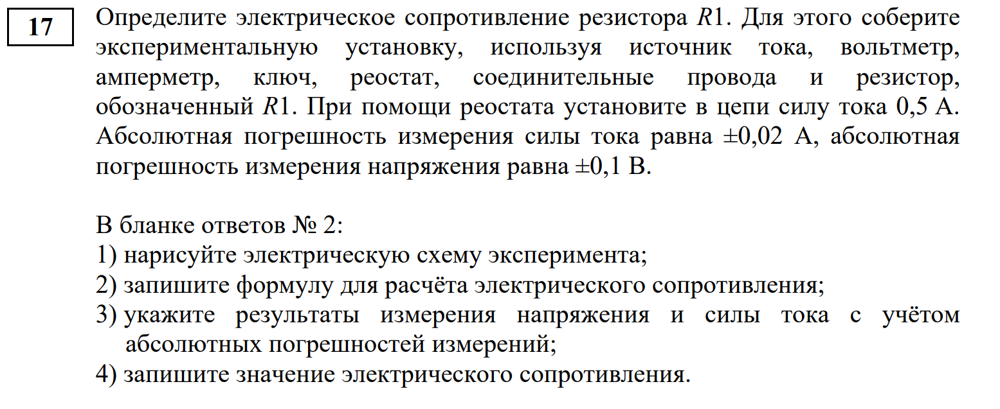 17
Определите электрическое сопротивление резистора R1. Для этого соберите
экспериментальную установку, используя источник тока, вольтметр,
амперметр, ключ, реостат, соединительные провода и резистор,
обозначенный R1. При помощи реостата установите в цепи силу тока 0,5 А.
Абсолютная погрешность измерения силы тока равна ±0,02 А, абсолютная
погрешность измерения напряжения равна ±0,1 В.
В бланке ответов № 2:
1) нарисуйте электрическую схему эксперимента;
2) запишите формулу для расчёта электрического сопротивления;
3) укажите результаты измерения напряжения и силы тока с учётом
абсолютных погрешностей измерений;
4) запишите значение электрического сопротивления.